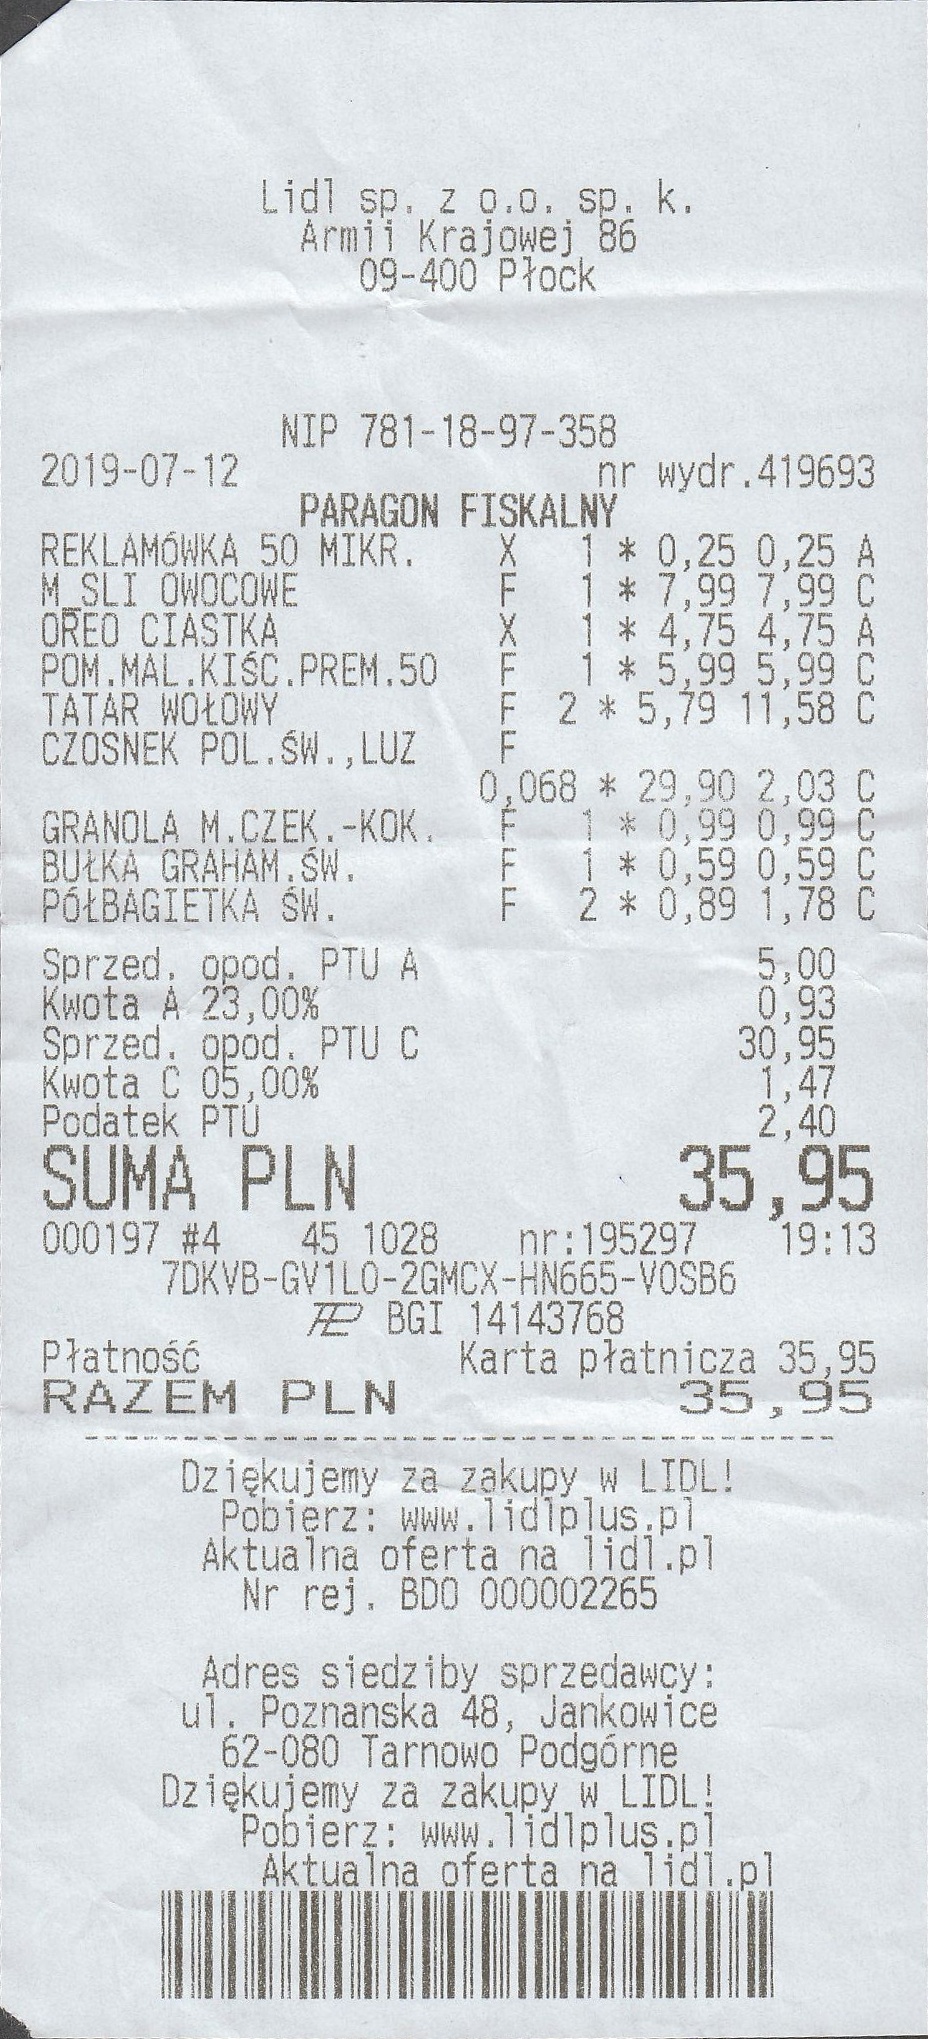 Lidl sp. z o.o. sp. k.
Armii Krajowej 86
09-400 Płock
NIP 781-18-97-358
2019-07-12 nr wydr.419693
PARAGON FISKALNY
REKLAMÓWKA 50 MIKR. X 1 * 0,25 0,25 A
M_SLI OWOCOWE F 1 * 7,99 7,99 C
OREO CIASTKA X 1 * 4,75 4,75 A
POM.MAL.KIŚC.PREM.50 F 1 * 5,99 5,99 C
TATAR WOŁOWY F 2 * 5,79 11,58 C
CZOSNEK POL.ŚW.,LUZ F
0,068 * 29,90 2,03 C
GRANOLA M.CZEK.-KOK. F 1 * 0,99 0,99 C
BUŁKA GRAHAM.ŚW. F 1 * 0,59 0,59 C
PÓŁBAGIETKA ŚW. F 2 * 0,89 1,78 C
Sprzed. opod. PTU A 5,00
Kwota A 23,00% 0,93
Sprzed. opod. PTU C 30,95
Kwota C 05,00% 1,47
Podatek PTU 2,40
SUMA PLN 35,95
000197 #4 45 1028 nr:195297 19:13
7DKVB-GV1L0-2GMCX-HN665-VOSB6
BGI 14143768
Płatność Karta płatnicza 35,95
RAZEM PLN 35,95
Dziękujemy za zakupy w LIDL!
Pobierz: www.lidlplus.pl
Aktualna oferta na lidl.pl
Nr rej. BDO 000002265
Adres siedziby sprzedawcy:
ul. Poznanska 48, Jankowice
62-080 Tarnowo Podgórne
Dziękujemy za zakupy w LIDL!
Pobierz: www.lidlplus.pl
Aktualna oferta na lidl.pl